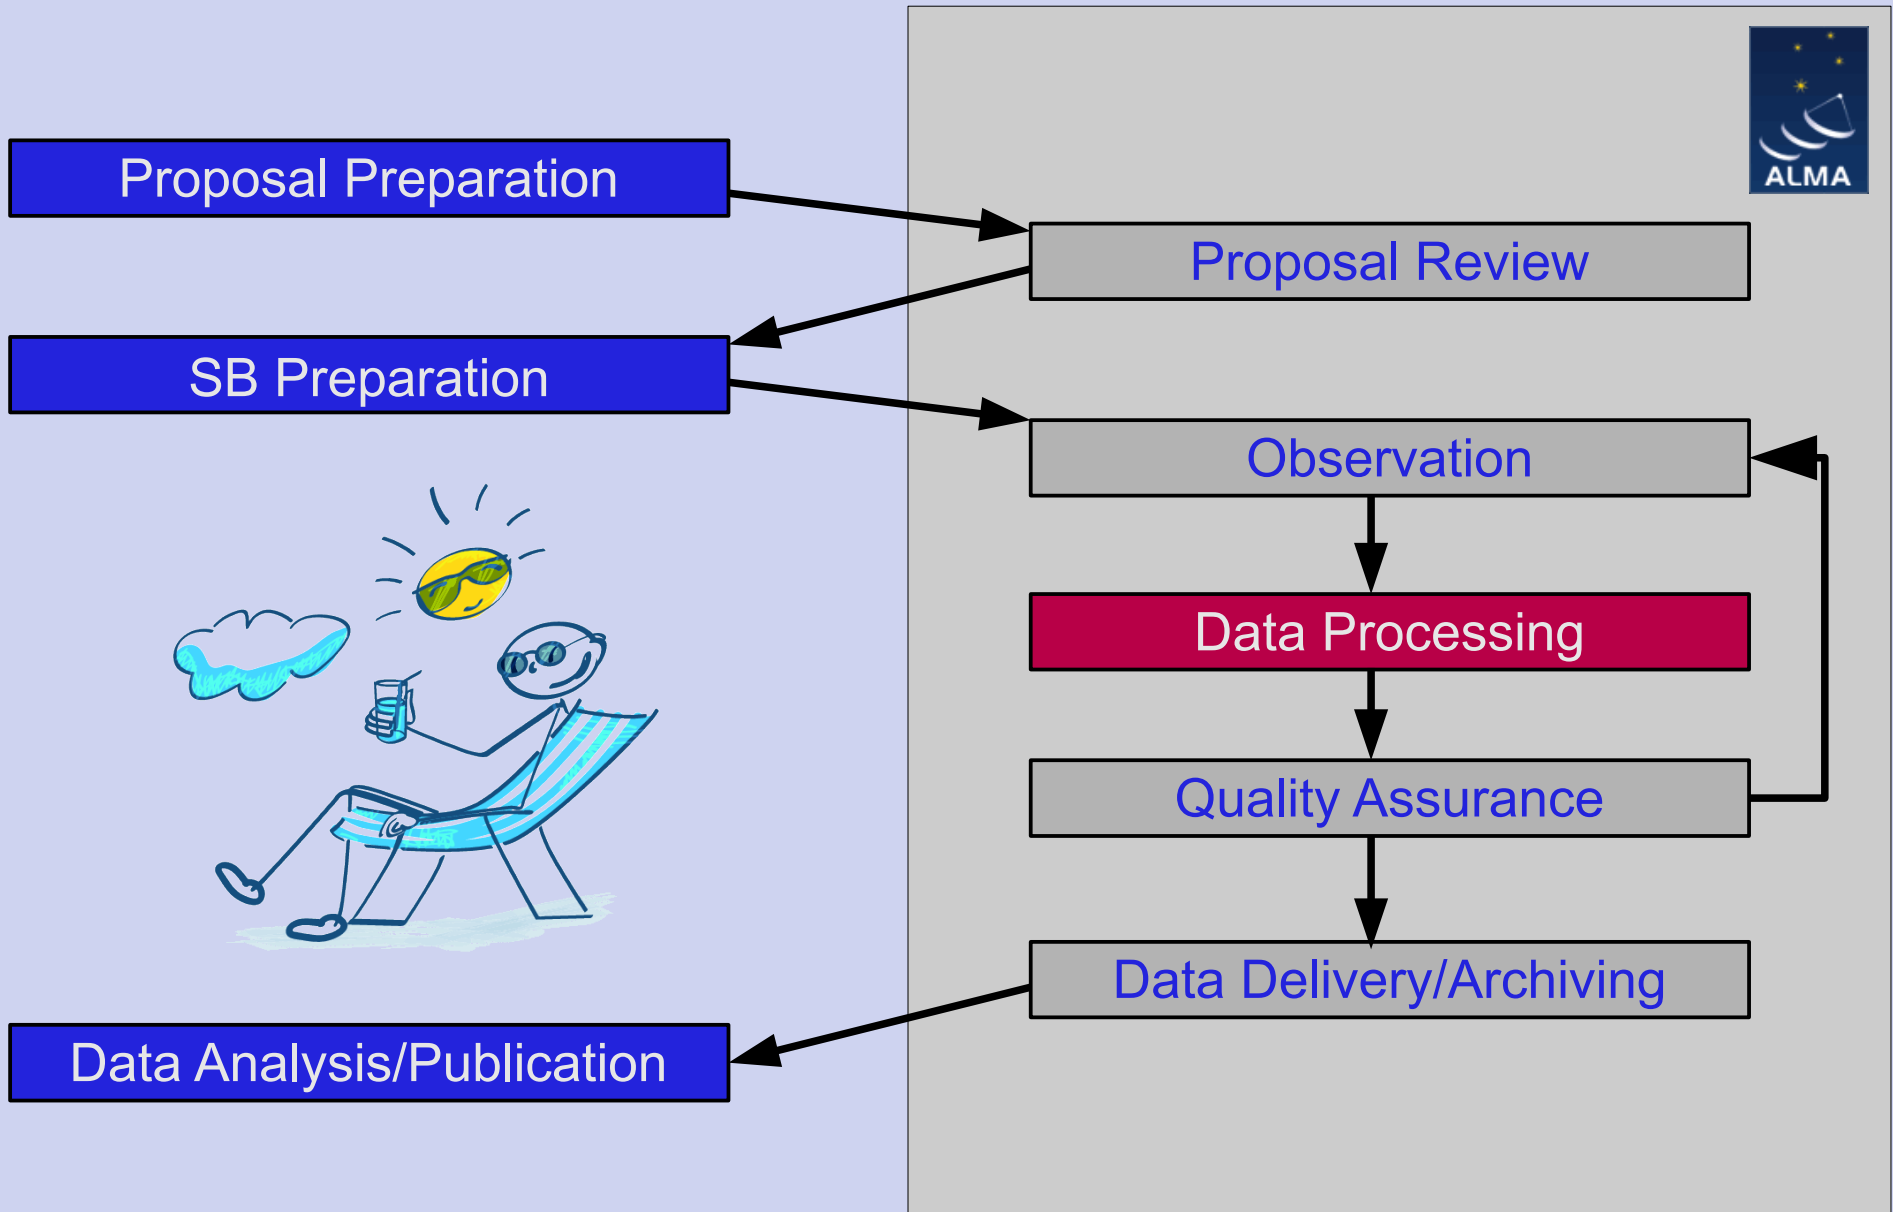 ALMA
Proposal Preparation
Proposal Review
SB Preparation
Observation
Data Processing
Quality Assurance
Data Delivery/Archiving
Data Analysis/Publication